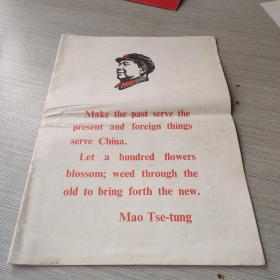 Make the past serve the
present and foreign things
serve China.
Let a hundred flowers
blossom; weed through the
old to bring forth the new.
Mao Tse-tung